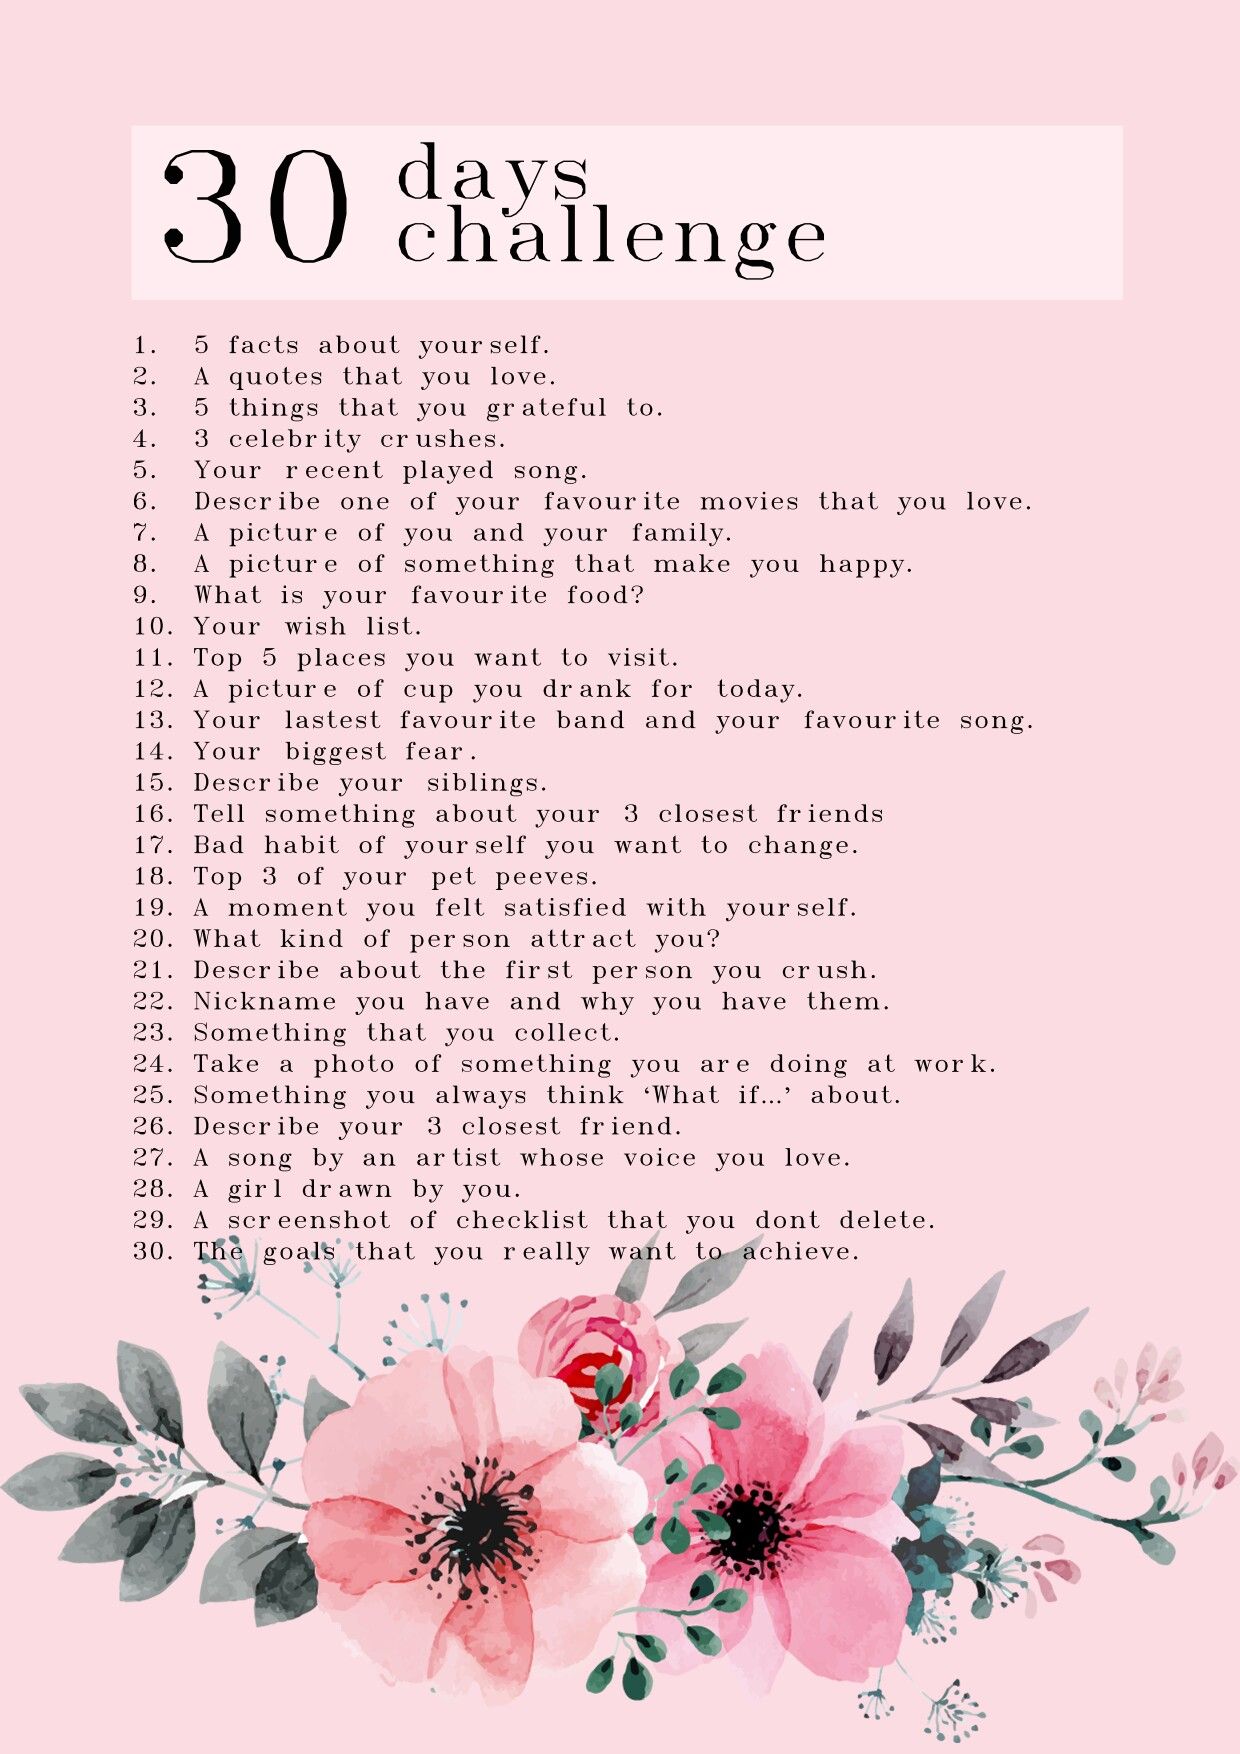 30 days
challenge
1. 5 facts about yourself.
2. A quotes that you love.
3. 5 things that you grateful to.
4. 3 celebrity crushes.
5. Your recent played song.
6. Describe one of your favourite movies that you love.
7. A picture of you and your family.
8. A picture of something that make you happy.
9. What is your favourite food?
10. Your wish list.
11. Top 5 places you want to visit.
12. A picture of cup you drank for today.
13. Your lastest favourite band and your favourite song.
14. Your biggest fear.
15. Describe your siblings.
16. Tell something about your 3 closest friends
17. Bad habit of yourself you want to change.
18. Top 3 of your pet peeves.
19. A moment you felt satisfied with yourself.
20. What kind of person attract you?
21. Describe about the first person you crush.
22. Nickname you have and why you have them.
23. Something that you collect.
24. Take a photo of something you are doing at work.
25. Something you always think ‘What if...’ about.
26. Describe your 3 closest friend.
27. A song by an artist whose voice you love.
28. A girl drawn by you.
29. A screenshot of checklist that you dont delete.
30. The goals that you really want to achieve.